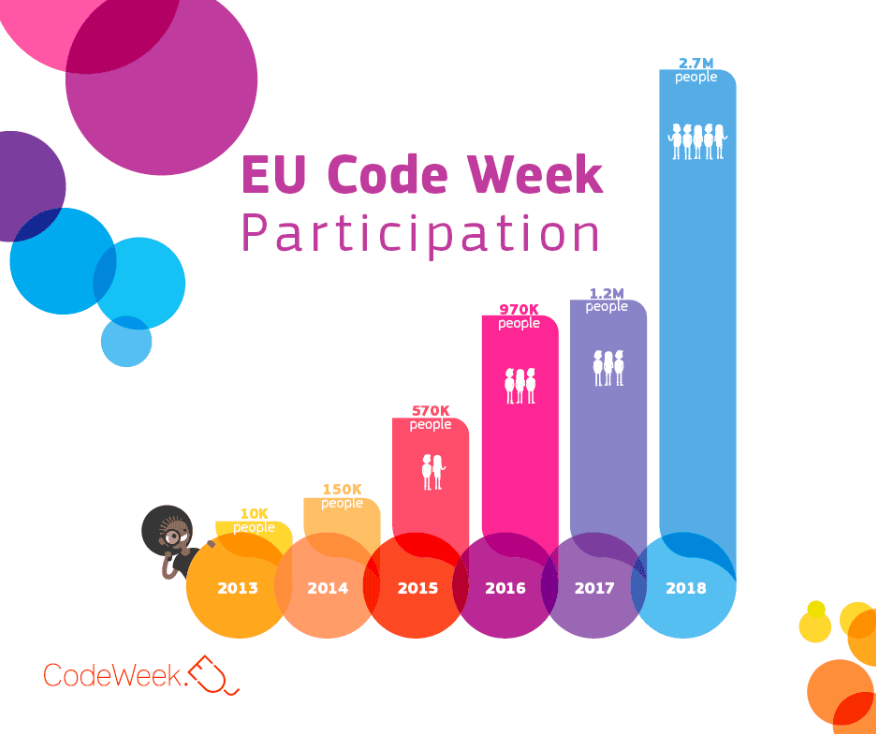 EU Code Week
Participation
10K
people
150K
people
570K
people
970K
people
1.2M
people
2.7M
people
2013
2014
2015
2016
2017
2018
CodeWeek.EU